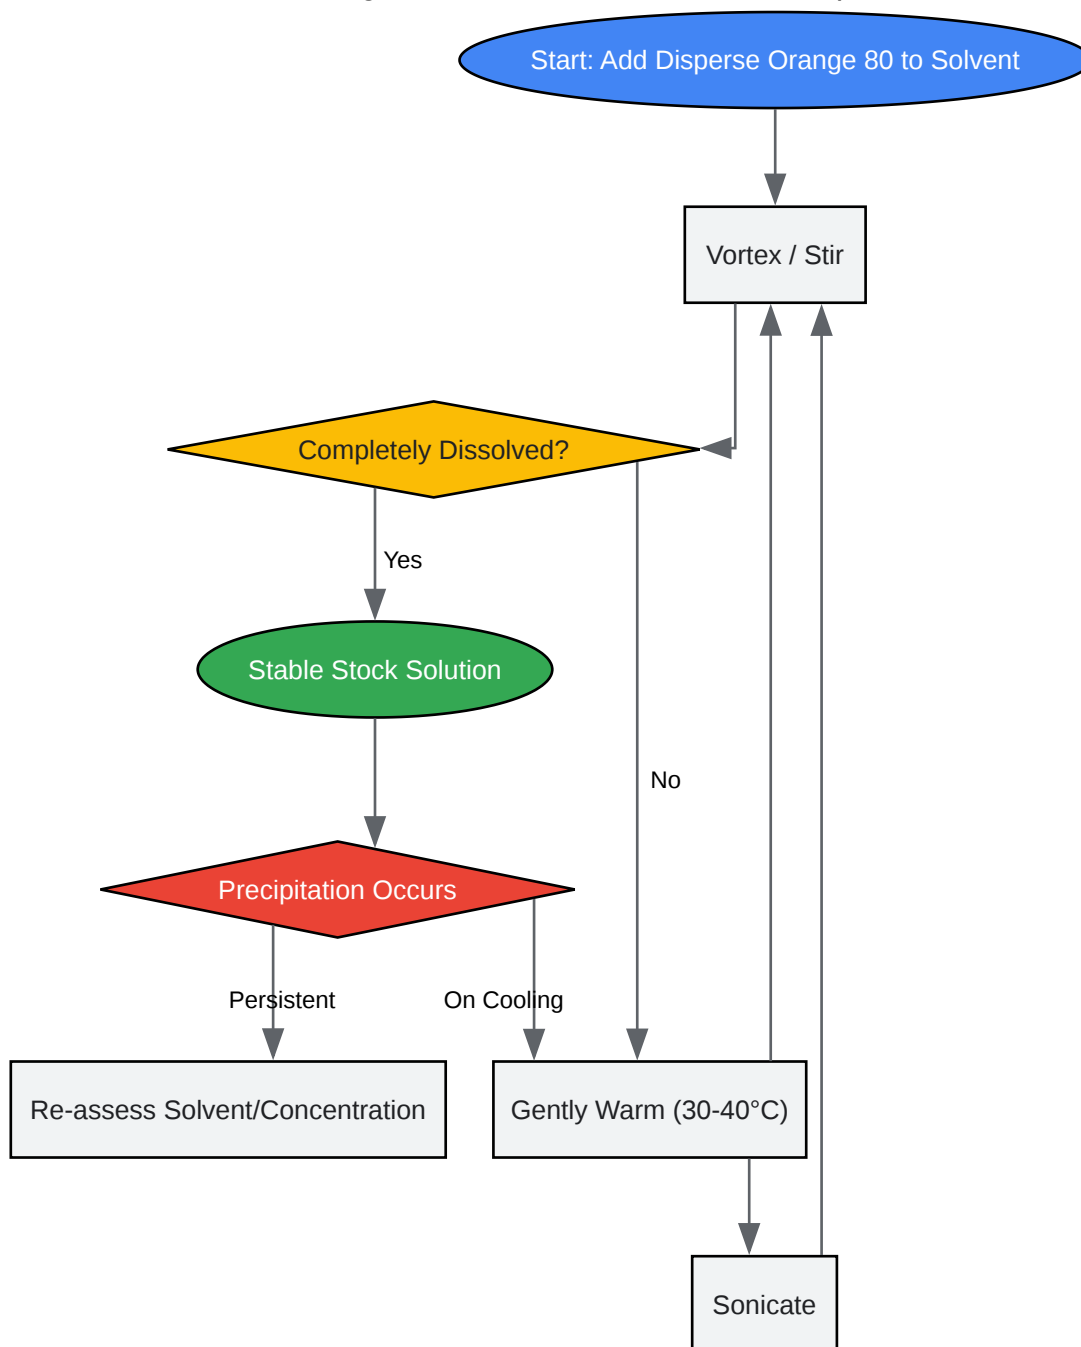 Start: Add Disperse Orange 80 to Solvent
Vortex / Stir
Completely Dissolved?
Yes
Stable Stock Solution
No
Precipitation Occurs
Persistent
On Cooling
Re-assess Solvent/Concentration
Gently Warm (30-40°C)
Sonicate